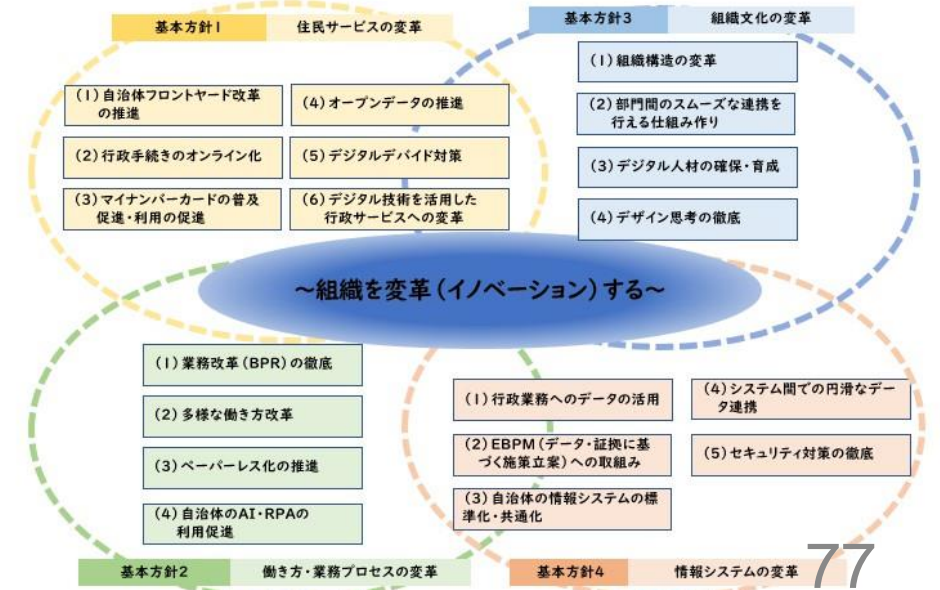 基本方針1 住民サービスの変革
(1)自治体フロントヤード改革
の推進
(2)行政手続きのオンライン化
(3)マイナンバーカードの普及
促進・利用の促進
(4)オープンデータの推進
(5)デジタルデバイド対策
(6)デジタル技術を活用した
行政サービスへの変革
基本方針3 組織文化の変革
(1)組織構造の変革
(2)部門間のスムーズな連携を
行える仕組み作り
(3)デジタル人材の確保・育成
(4)デザイン思考の徹底
～組織を変革(イノベーション)する～
(1)業務改革(BPR)の徹底
(2)多様な働き方改革
(3)ペーパーレス化の推進
(4)自治体のAI・RPAの
利用促進
基本方針2 働き方・業務プロセスの変革
(1)行政業務へのデータの活用
(2)EBPM(データ・証拠に基
づく施策立案)への取組み
(3)自治体の情報システムの標
準化・共通化
(4)システム間での円滑なデー
タ連携
(5)セキュリティ対策の徹底
基本方針4 情報システムの変革
77